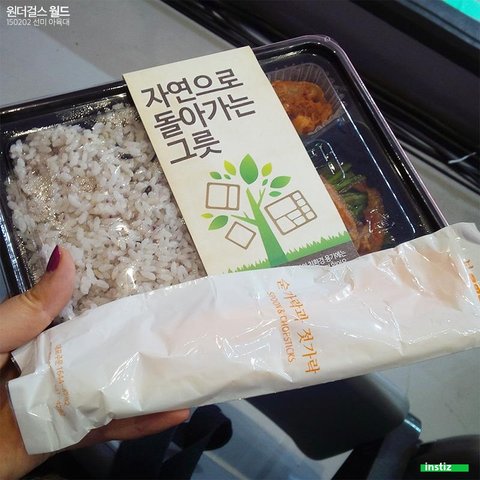 원더걸스 월드
150202 선미 아육대
자연으로
돌아가는
그릇
숟가락과 젓가락
SPOON & CHOPSTICKS
instiz